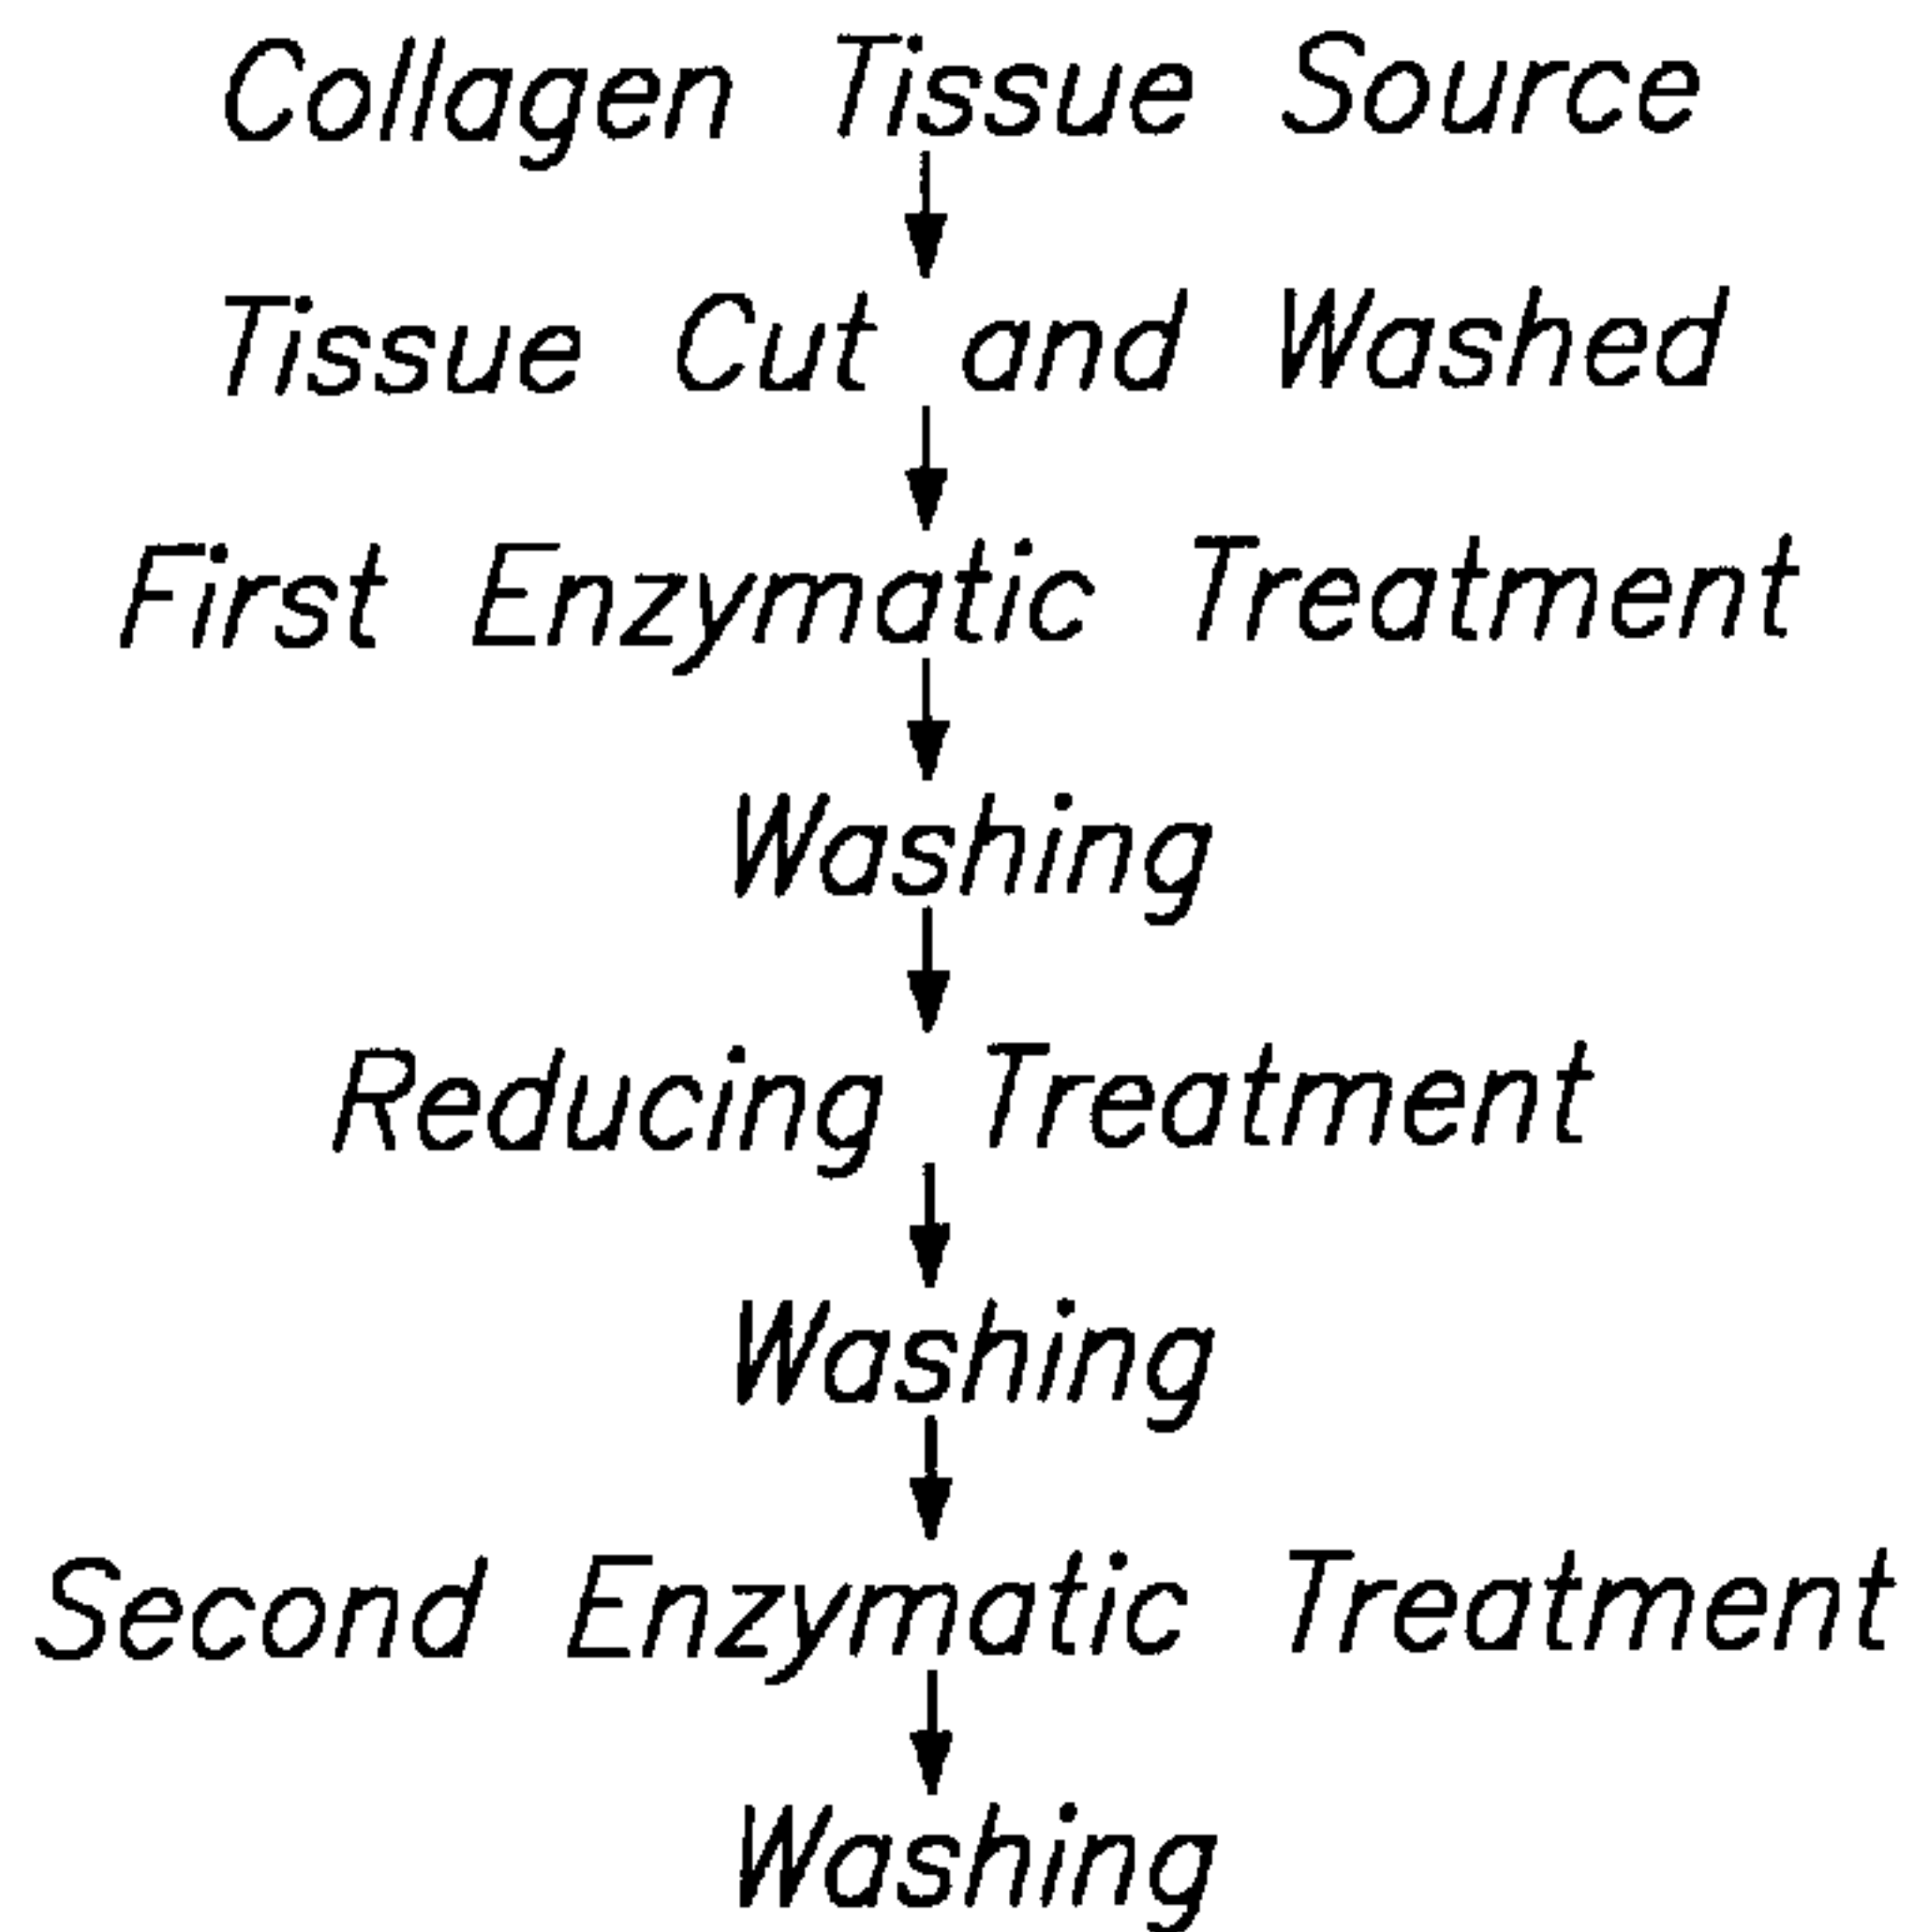 Collagen Tissue Source
Tissue Cut and Washed
First Enzymatic Treatment
Washing
Reducing Treatment
Washing
Second Enzymatic Treatment
Washing